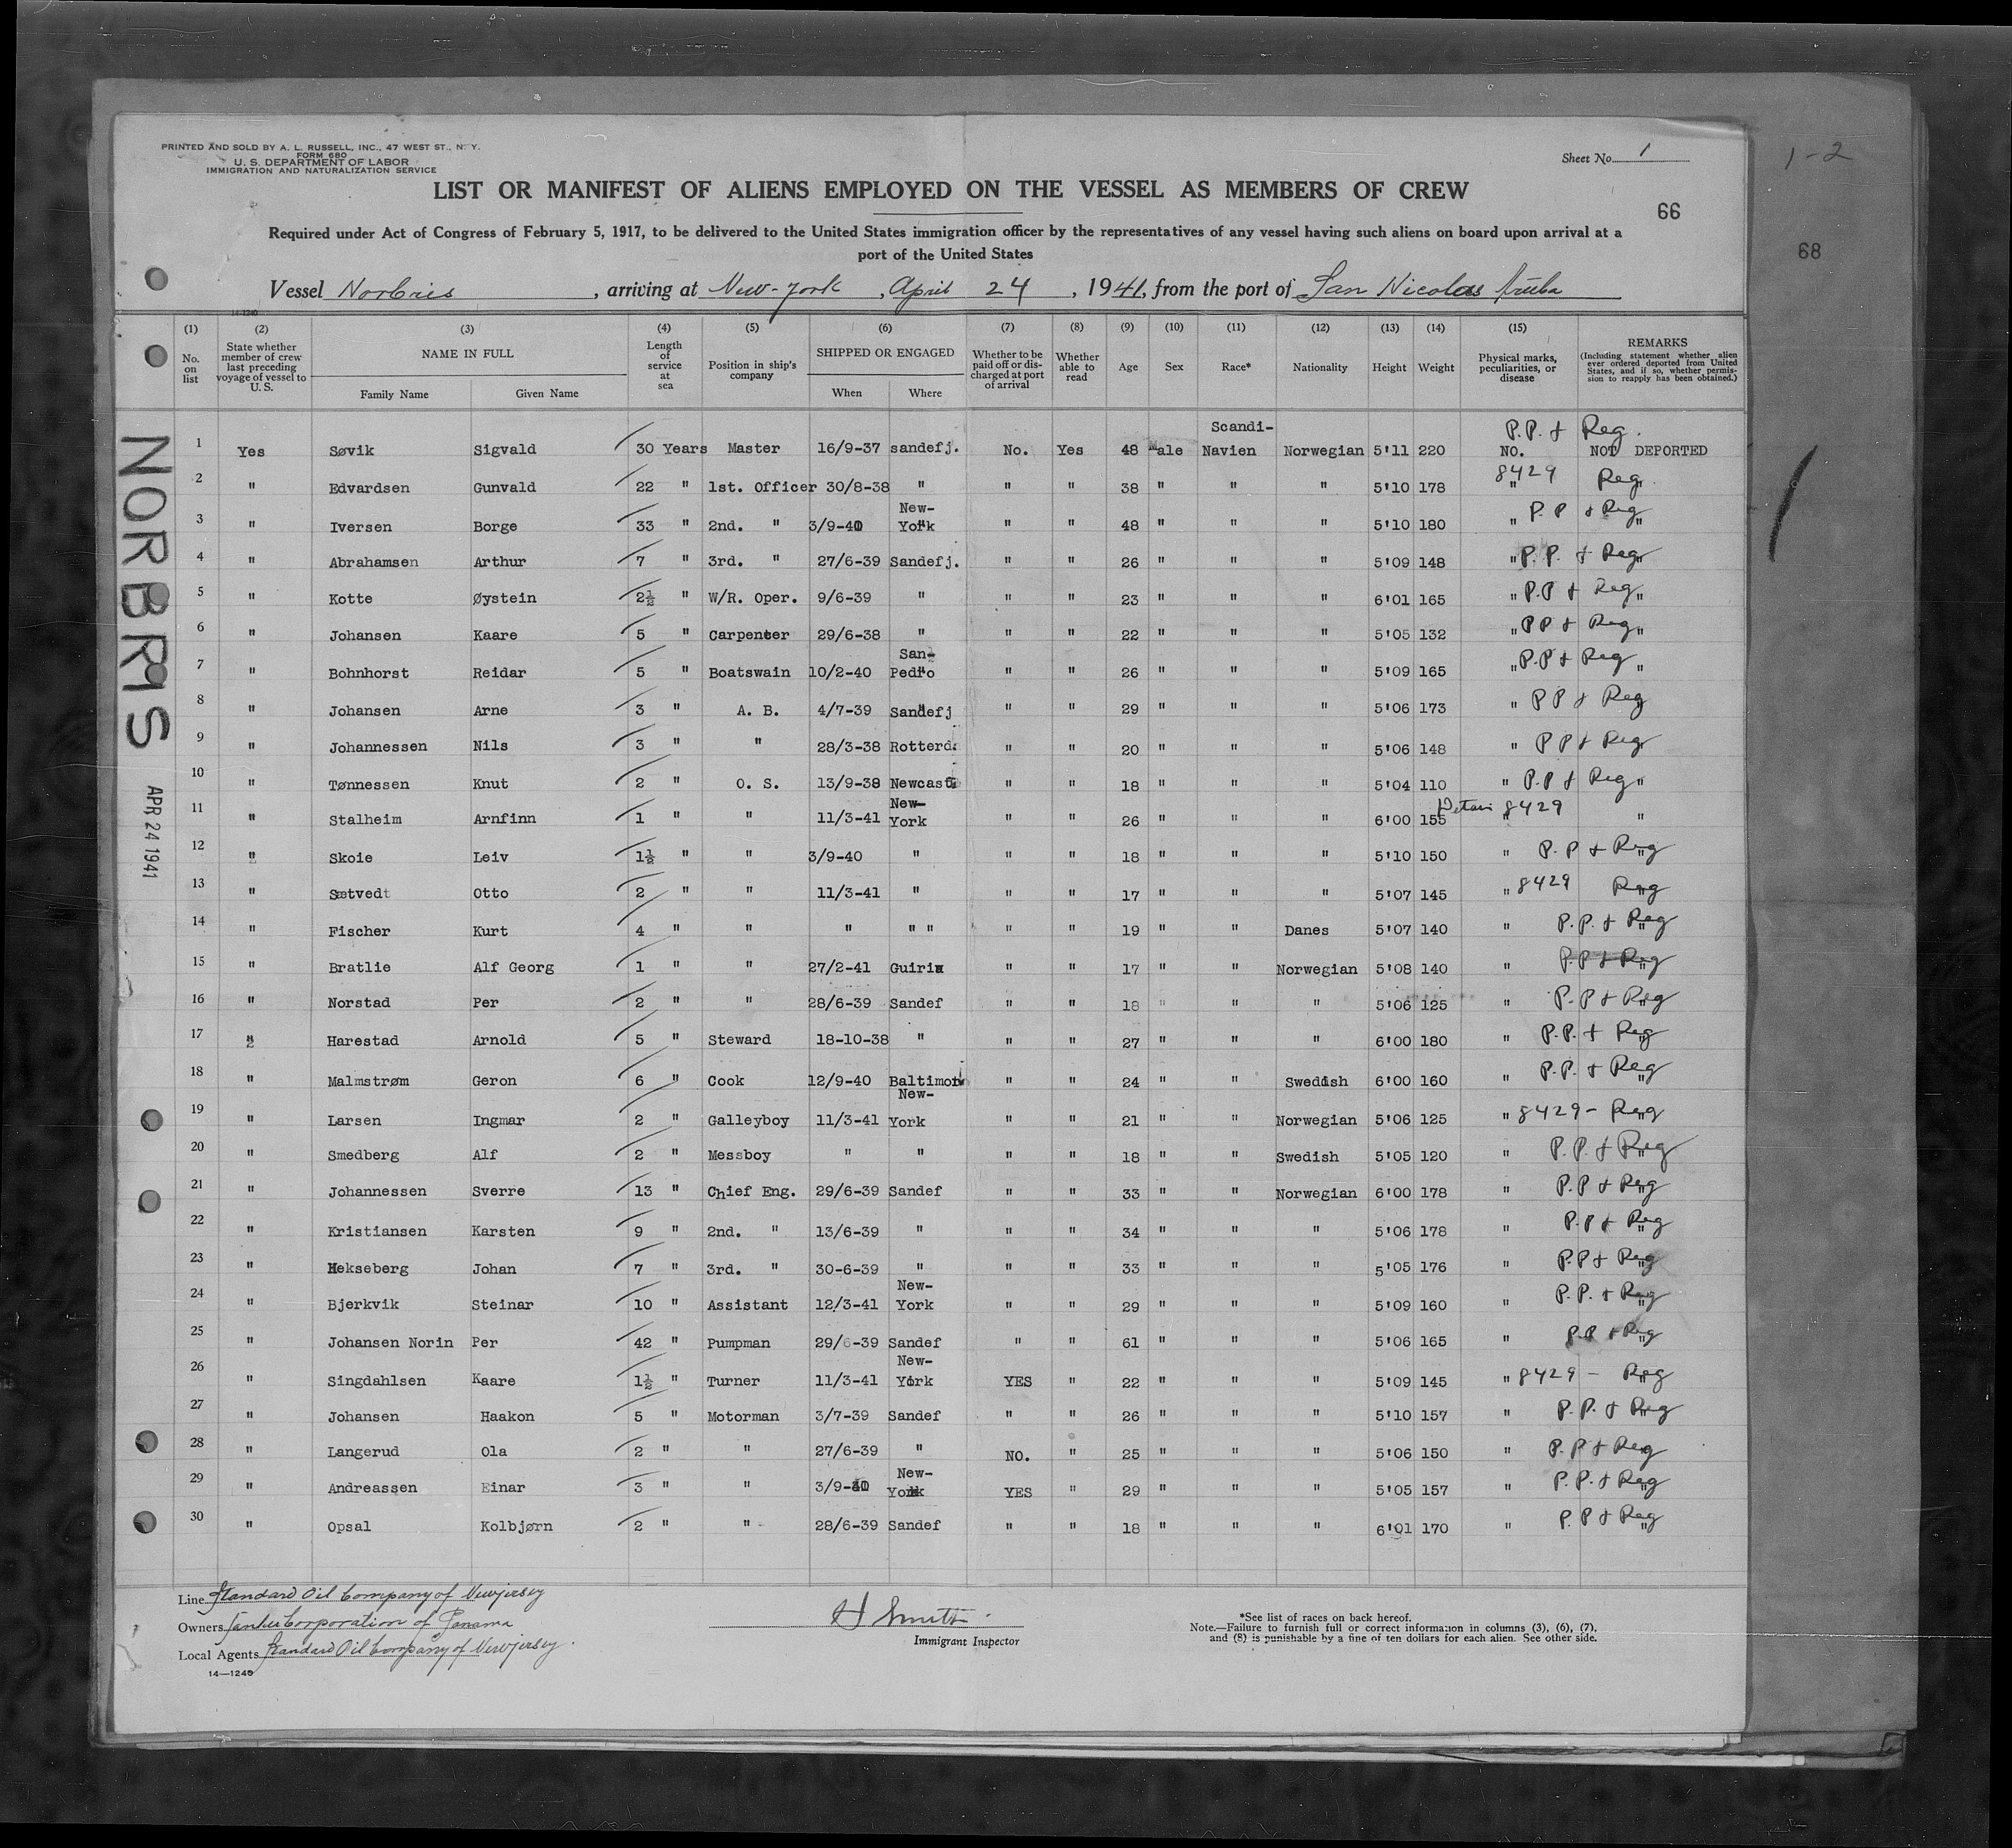 PRINTED AND SOLD BY A. L. RUSSELL, INC., 47 WEST ST., N. Y.
FORM 680
U. S. DEPARTMENT OF LABOR
IMMIGRATION AND NATURALIZATION SERVICE
Sheet No. 1
1-2
LIST OR MANIFEST OF ALIENS EMPLOYED ON THE VESSEL AS MEMBERS OF CREW
66
68
Required under Act of Congress of February 5, 1917, to be delivered to the United States immigration officer by the representatives of any vessel having such aliens on board upon arrival at a
port of the United States
Vessel Norbris, arriving at New-York, April 24, 1941, from the port of San Nicolas Aruba
14-1240
(1) (2) (3) (4) (5) (6) (7) (8) (9) (10) (11) (12) (13) (14) (15)
No. on list
State whether member of crew last preceding voyage of vessel to U. S.
NAME IN FULL
Family Name Given Name
Length of service at sea
Position in ship's company
SHIPPED OR ENGAGED
When Where
Whether to be paid off or discharged at port of arrival
Whether able to read
Age
Sex
Race*
Nationality
Height
Weight
Physical marks, peculiarities, or disease
REMARKS
(Including statement whether alien ever ordered deported from United States, and if so, whether permission to reapply has been obtained.)
NORBRIS
APR 24 1941
1 Yes Søvik Sigvald 30 Years Master 16/9-37 sandefj. No. Yes 48 Male Scandi-Navien Norwegian 5'11 220 NO. P.P. & Reg. NOT DEPORTED
2 " Edvardsen Gunvald 22 " 1st. Officer 30/8-38 " " " 38 " " " 5'10 178 " 8429 Reg. "
3 " Iversen Borge 33 " 2nd. " 3/9-40 New-York " " 48 " " " 5'10 180 " P.P & Reg "
4 " Abrahamsen Arthur 7 " 3rd. " 27/6-39 Sandefj. " " 26 " " " 5'09 148 " P.P. & Reg "
5 " Kotte Øystein 2½ " W/R. Oper. 9/6-39 " " " 23 " " " 6'01 165 " P.P & Reg "
6 " Johansen Kaare 5 " Carpenter 29/6-38 " " " 22 " " " 5'05 132 " PP & Reg "
7 " Bohnhorst Reidar 5 " Boatswain 10/2-40 San-Pedro " " 26 " " " 5'09 165 " P.P & Reg "
8 " Johansen Arne 3 " A. B. 4/7-39 Sandefj " " 29 " " " 5'06 173 " PP & Reg "
9 " Johannessen Nils 3 " " 28/3-38 Rotterd. " " 20 " " " 5'06 148 " PP & Reg "
10 " Tønnessen Knut 2 " O. S. 13/9-38 Newcast " " 18 " " " 5'04 110 " P.P & Reg "
11 " Stalheim Arnfinn 1 " " 11/3-41 New-York " " 26 " " " 6'00 155 " 8429 "
12 " Skoie Leiv 1½ " " 3/9-40 " " " 18 " " " 5'10 150 " P.P & Reg "
13 " Sætvedt Otto 2 " " 11/3-41 " " " 17 " " " 5'07 145 " 8429 Reg "
14 " Fischer Kurt 4 " " " " " " " 19 " " Danes 5'07 140 " P.P. & Reg "
15 " Bratlie Alf Georg 1 " " 27/2-41 Guiria " " 17 " " Norwegian 5'08 140 " P.P & Reg "
16 " Norstad Per 2 " " 28/6-39 Sandef " " 18 " " " 5'06 125 " P.P & Reg "
17 " Harestad Arnold 5 " Steward 18-10-38 " " " 27 " " " 6'00 180 " P.P. & Reg "
18 " Malmstrøm Geron 6 " Cook 12/9-40 Baltimor " " 24 " " Swedish 6'00 160 " P.P. & Reg "
19 " Larsen Ingmar 2 " Galleyboy 11/3-41 New-York " " 21 " " Norwegian 5'06 125 " 8429 - Reg "
20 " Smedberg Alf 2 " Messboy " " " " 18 " " Swedish 5'05 120 " P.P. & Reg "
21 " Johannessen Sverre 13 " Chief Eng. 29/6-39 Sandef " " 33 " " Norwegian 6'00 178 " P.P & Reg "
22 " Kristiansen Karsten 9 " 2nd. " 13/6-39 " " " 34 " " " 5'06 178 " P.P & Reg "
23 " Hekseberg Johan 7 " 3rd. " 30-6-39 " " " 33 " " " 5'05 176 " P.P & Reg "
24 " Bjerkvik Steinar 10 " Assistant 12/3-41 New-York " " 29 " " " 5'09 160 " P.P. & Reg "
25 " Johansen Norin Per 42 " Pumpman 29/6-39 Sandef " " 61 " " " 5'06 165 " P.P & Reg "
26 " Singdahlsen Kaare 1½ " Turner 11/3-41 New-York YES " 22 " " " 5'09 145 " 8429 - Reg "
27 " Johansen Haakon 5 " Motorman 3/7-39 Sandef " " 26 " " " 5'10 157 " P.P. & Reg "
28 " Langerud Ola 2 " " 27/6-39 " NO. " 25 " " " 5'06 150 " P.P & Reg "
29 " Andreassen Einar 3 " " 3/9-40 New-York YES " 29 " " " 5'05 157 " P.P. & Reg "
30 " Opsal Kolbjørn 2 " " 28/6-39 Sandef " " 18 " " " 6'01 170 " P.P & Reg "
Line Standard Oil Company of Newjersey
Owners Tanker Corporation of Panama
Local Agents Standard Oil Company of Newjersey.
14—1240
H Smith
Immigrant Inspector
*See list of races on back hereof.
Note.—Failure to furnish full or correct information in columns (3), (6), (7),
and (8) is punishable by a fine of ten dollars for each alien. See other side.